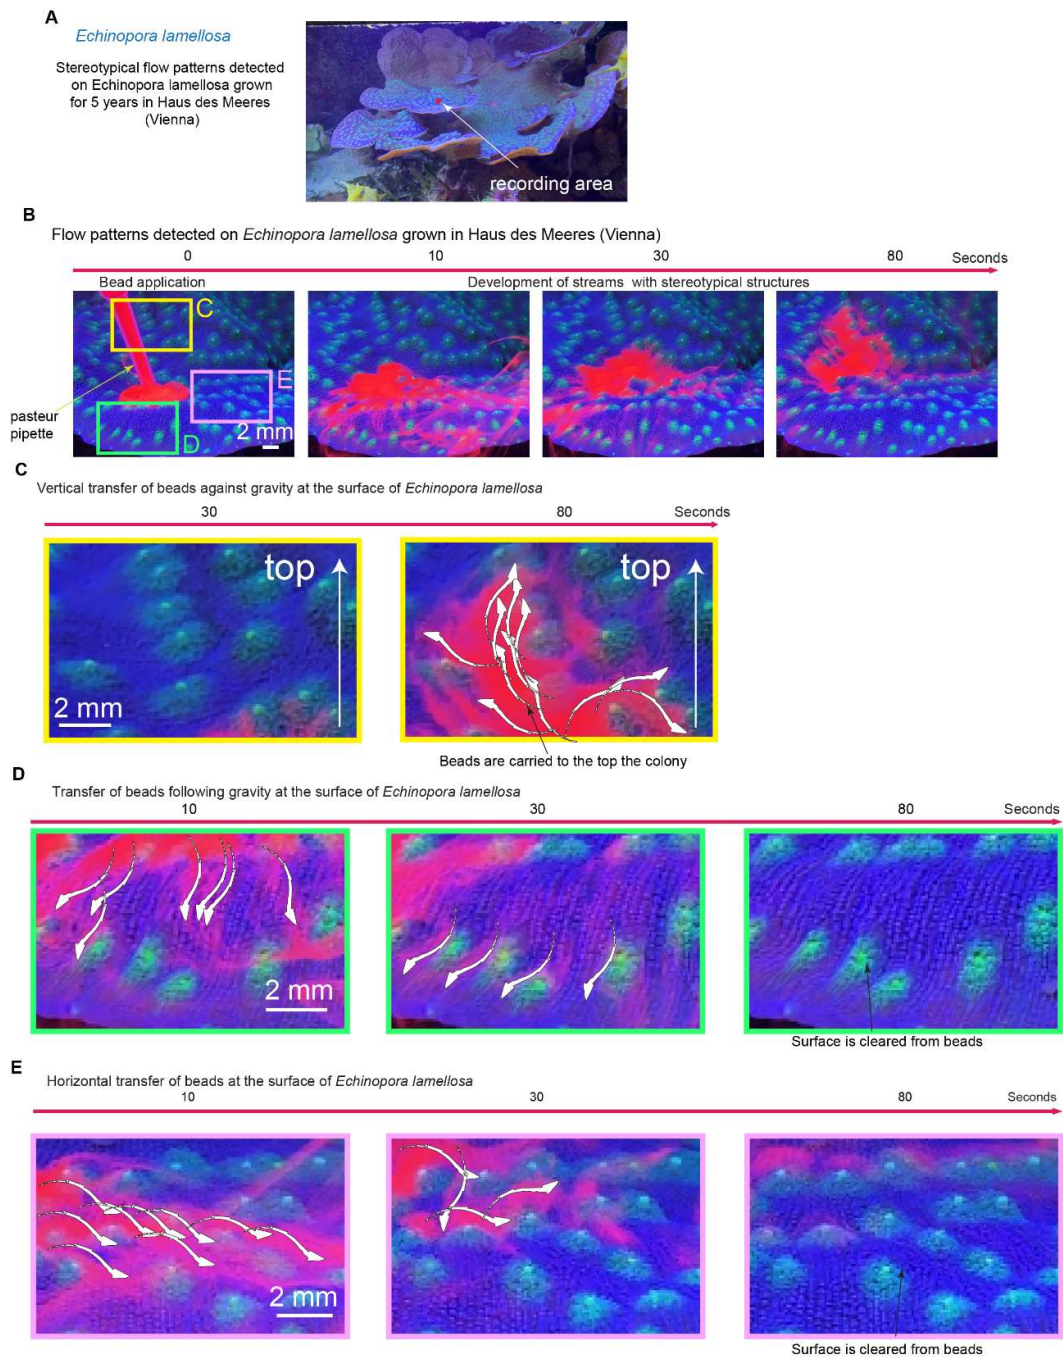 A
Echinopora lamellosa
Stereotypical flow patterns detected
on Echinopora lamellosa grown
for 5 years in Haus des Meeres
(Vienna)
recording area
B
Flow patterns detected on Echinopora lamellosa grown in Haus des Meeres (Vienna)
0 10 30 80 Seconds
Bead application Development of streams with stereotypical structures
C
E
pasteur
pipette
D
2 mm
C
Vertical transfer of beads against gravity at the surface of Echinopora lamellosa
30 80 Seconds
top top
2 mm
Beads are carried to the top the colony
D
Transfer of beads following gravity at the surface of Echinopora lamellosa
10 30 80 Seconds
2 mm
Surface is cleared from beads
E
Horizontal transfer of beads at the surface of Echinopora lamellosa
10 30 80 Seconds
2 mm
Surface is cleared from beads